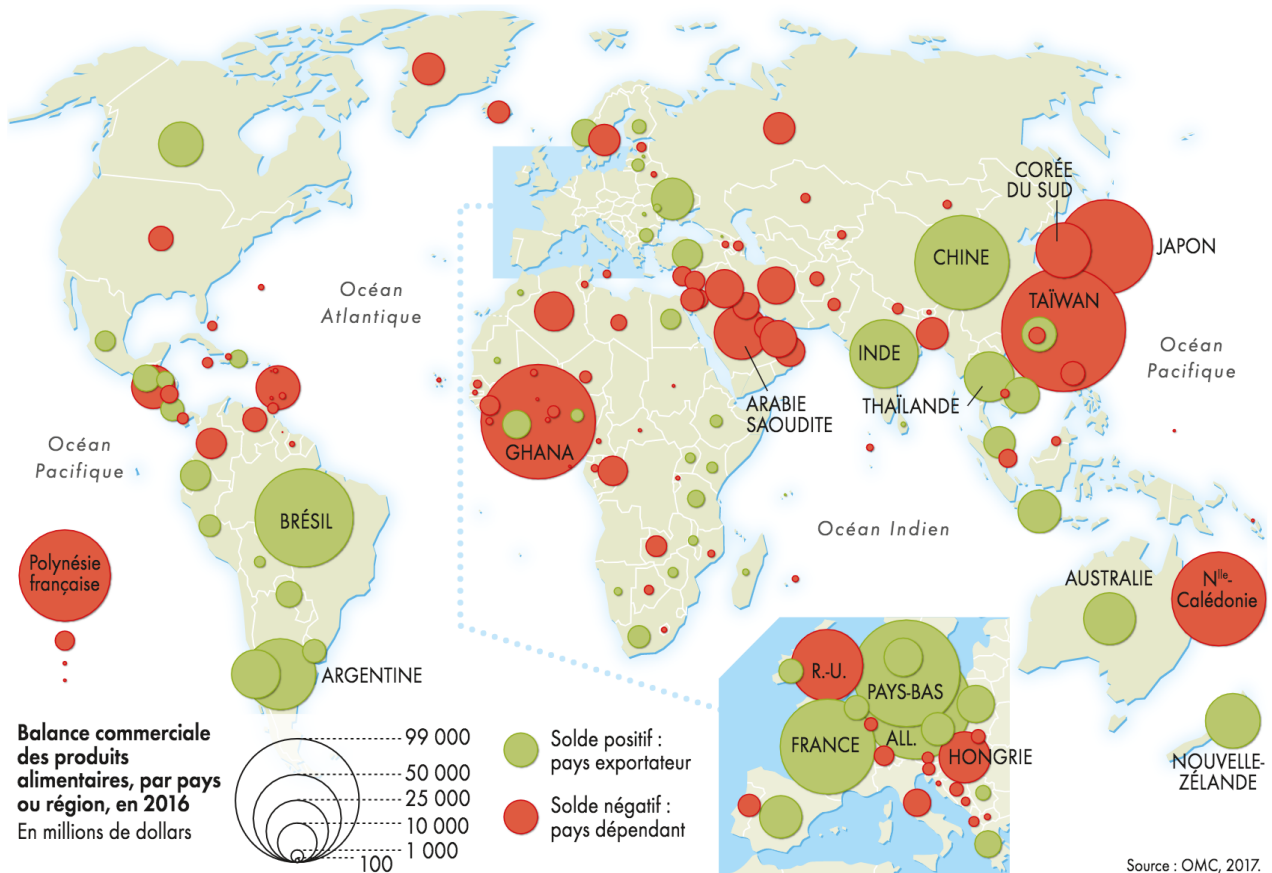 CORÉE
DU SUD
CHINE
JAPON
Océan
Atlantique
TAÏWAN
INDE
Océan
Pacifique
ARABIE
SAOUDITE
THAÏLANDE
Océan
Pacifique
GHANA
BRÉSIL
Océan Indien
Polynésie
française
AUSTRALIE
Nlle-
Calédonie
ARGENTINE
R.-U.
PAYS-BAS
FRANCE
ALL.
HONGRIE
NOUVELLE-
ZÉLANDE
Balance commerciale
des produits
alimentaires, par pays
ou région, en 2016
En millions de dollars
99 000
50 000
25 000
10 000
1 000
100
Solde positif :
pays exportateur
Solde négatif :
pays dépendant
Source : OMC, 2017.